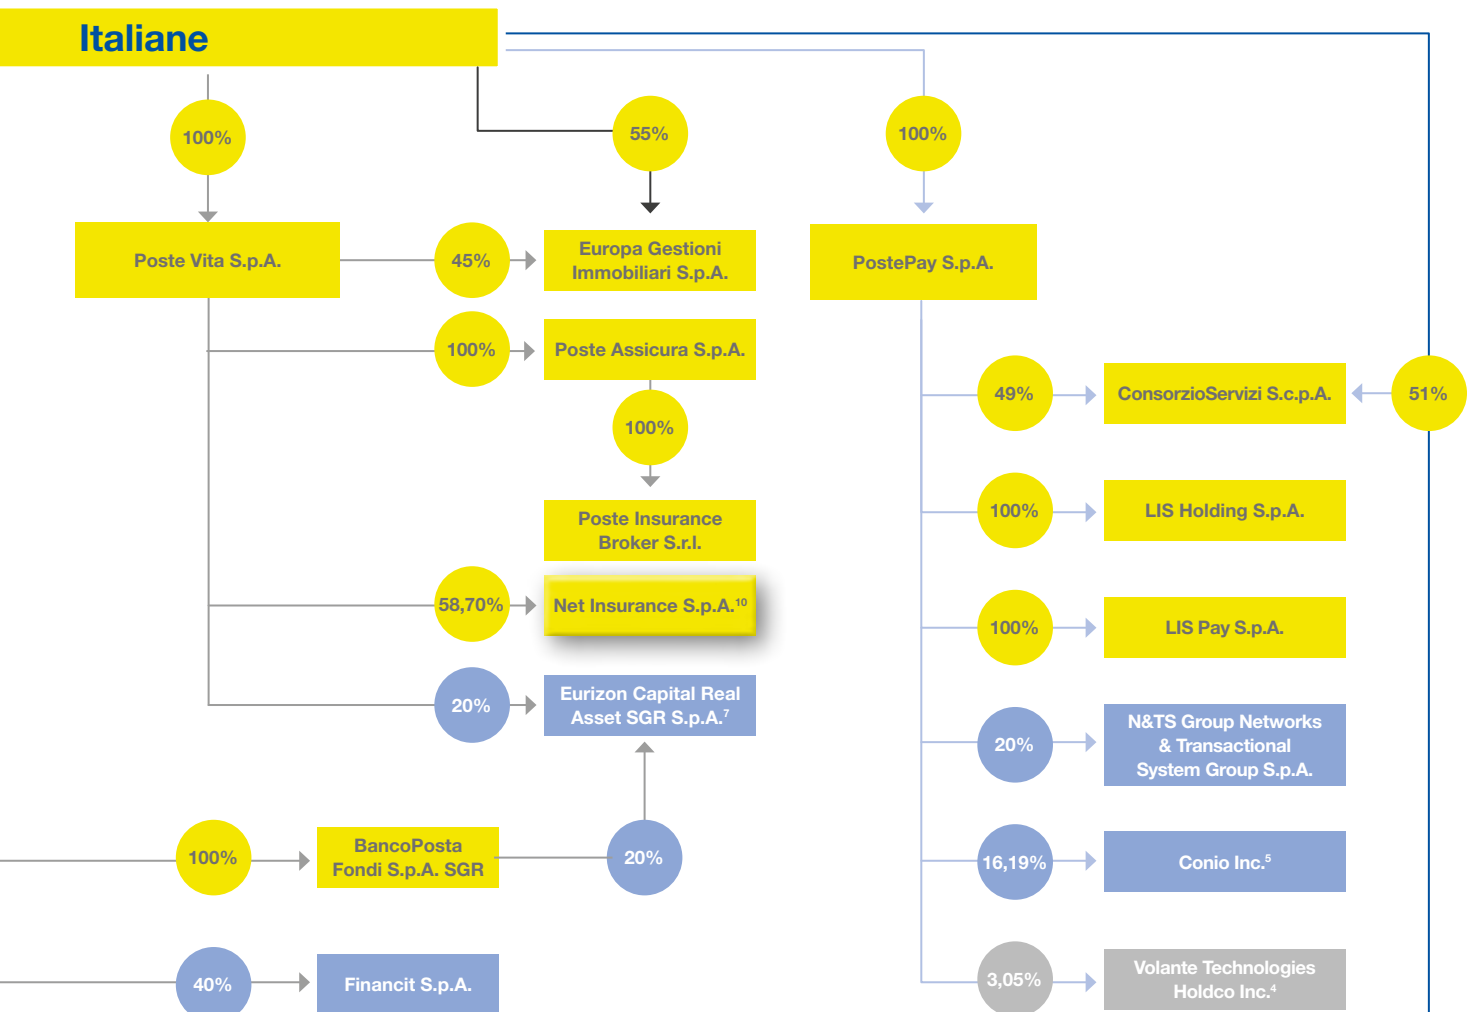 Italiane
100%
55%
100%
Poste Vita S.p.A.
45%
Europa Gestioni
Immobiliari S.p.A.
PostePay S.p.A.
100%
Poste Assicura S.p.A.
49%
ConsorzioServizi S.c.p.A.
51%
100%
Poste Insurance
Broker S.r.l.
100%
LIS Holding S.p.A.
58,70%
Net Insurance S.p.A.¹⁰
100%
LIS Pay S.p.A.
20%
Eurizon Capital Real
Asset SGR S.p.A.⁷
20%
N&TS Group Networks
& Transactional
System Group S.p.A.
100%
BancoPosta
Fondi S.p.A. SGR
20%
16,19%
Conio Inc.⁵
40%
Financit S.p.A.
3,05%
Volante Technologies
Holdco Inc.⁴